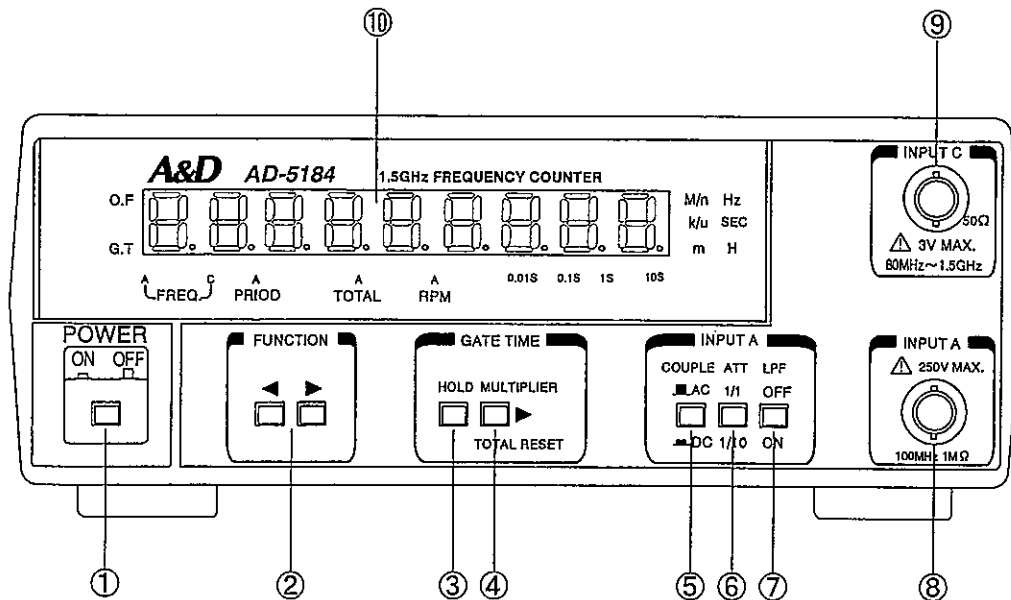 ⑩ ⑨
A&D AD-5184 1.5GHz FREQUENCY COUNTER
O.F
G.T
M/n Hz
k/u SEC
m H
0.01S 0.1S 1S 10S
A C A A A
FREQ. PRIOD TOTAL RPM
INPUT C
50Ω
⚠ 3V MAX.
80MHz~1.5GHz
POWER
ON OFF
FUNCTION
◀ ▶
GATE TIME
HOLD MULTIPLIER
▶
TOTAL RESET
INPUT A
COUPLE ATT LPF
AC 1/1 OFF
DC 1/10 ON
INPUT A
⚠ 250V MAX.
100MHz 1MΩ
① ② ③ ④ ⑤ ⑥ ⑦ ⑧